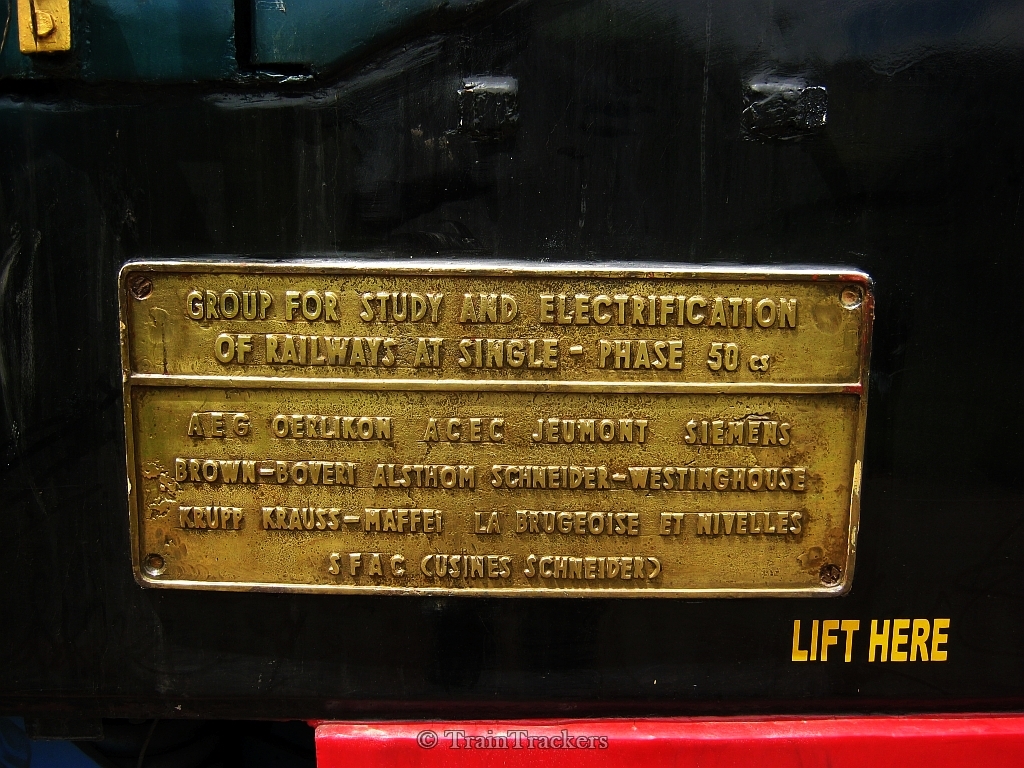 GROUP FOR STUDY AND ELECTRIFICATION
OF RAILWAYS AT SINGLE - PHASE 50 cs
AEG OERLIKON ACEC JEUMONT SIEMENS
BROWN-BOVERI ALSTHOM SCHNEIDER-WESTINGHOUSE
KRUPP KRAUSS-MAFFEi LA BRUGEOISE ET NIVELLES
SFAC (USINES SCHNEIDER)
LIFT HERE
© TrainTrackers